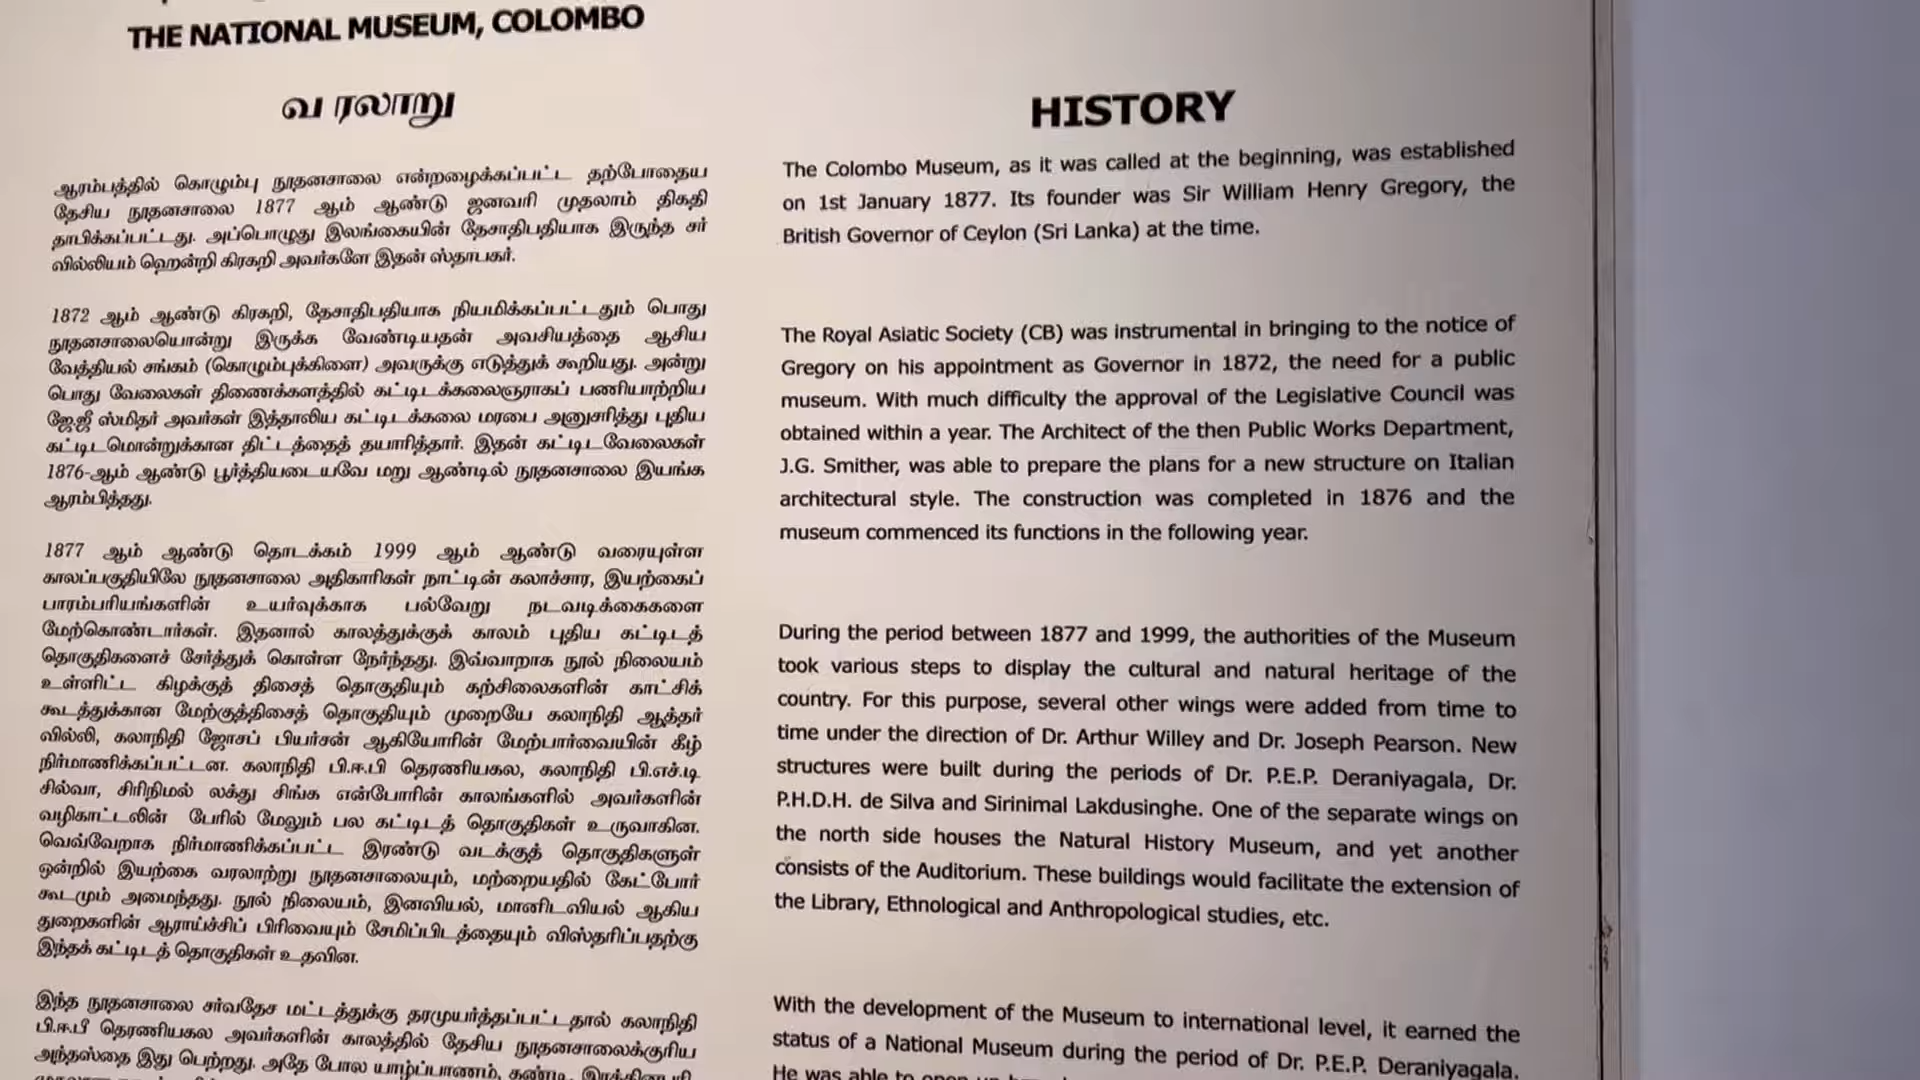 THE NATIONAL MUSEUM, COLOMBO
வரலாறு
ஆரம்பத்தில் கொழும்பு நூதனசாலை என்றழைக்கப்பட்ட தற்போதைய
தேசிய நூதனசாலை 1877 ஆம் ஆண்டு ஜனவரி முதலாம் திகதி
தாபிக்கப்பட்டது. அப்பொழுது இலங்கையின் தேசாதிபதியாக இருந்த சர்
வில்லியம் ஹென்றி கிரகறி அவர்களே இதன் ஸ்தாபகர்.
1872 ஆம் ஆண்டு கிரகறி, தேசாதிபதியாக நியமிக்கப்பட்டதும் பொது
நூதனசாலையொன்று இருக்க வேண்டியதன் அவசியத்தை ஆசிய
வேத்தியல் சங்கம் (கொழும்புக்கிளை) அவருக்கு எடுத்துக் கூறியது. அன்று
பொது வேலைகள் திணைக்களத்தில் கட்டிடக்கலைஞராகப் பணியாற்றிய
ஜே.ஜீ ஸ்மிதர் அவர்கள் இத்தாலிய கட்டிடக்கலை மரபை அனுசரித்து புதிய
கட்டிடமொன்றுக்கான திட்டத்தைத் தயாரித்தார். இதன் கட்டிடவேலைகள்
1876-ஆம் ஆண்டு பூர்த்தியடையவே மறு ஆண்டில் நூதனசாலை இயங்க
ஆரம்பித்தது.
1877 ஆம் ஆண்டு தொடக்கம் 1999 ஆம் ஆண்டு வரையுள்ள
காலப்பகுதியிலே நூதனசாலை அதிகாரிகள் நாட்டின் கலாச்சார, இயற்கைப்
பாரம்பரியங்களின் உயர்வுக்காக பல்வேறு நடவடிக்கைகளை
மேற்கொண்டார்கள். இதனால் காலத்துக்குக் காலம் புதிய கட்டிடத்
தொகுதிகளைச் சேர்த்துக் கொள்ள நேர்ந்தது. இவ்வாறாக நூல் நிலையம்
உள்ளிட்ட கிழக்குத் திசைத் தொகுதியும் கற்சிலைகளின் காட்சிக்
கூடத்துக்கான மேற்குத்திசைத் தொகுதியும் முறையே கலாநிதி ஆத்தர்
வில்லி, கலாநிதி ஜோசப் பியர்சன் ஆகியோரின் மேற்பார்வையின் கீழ்
நிர்மாணிக்கப்பட்டன. கலாநிதி பி.ஈ.பி தெரணியகல, கலாநிதி பி.எச்.டி
சில்வா, சிரிநிமல் லக்து சிங்க என்போரின் காலங்களில் அவர்களின்
வழிகாட்டலின் பேரில் மேலும் பல கட்டிடத் தொகுதிகள் உருவாகின.
வெவ்வேறாக நிர்மாணிக்கப்பட்ட இரண்டு வடக்குத் தொகுதிகளுள்
ஒன்றில் இயற்கை வரலாற்று நூதனசாலையும், மற்றையதில் கேட்போர்
கூடமும் அமைந்தது. நூல் நிலையம், இனவியல், மானிடவியல் ஆகிய
துறைகளின் ஆராய்ச்சிப் பிரிவையும் சேமிப்பிடத்தையும் விஸ்தரிப்பதற்கு
இந்தக் கட்டிடத் தொகுதிகள் உதவின.
இந்த நூதனசாலை சர்வதேச மட்டத்துக்கு தரமுயர்த்தப்பட்டதால் கலாநிதி
பி.ஈ.பீ தெரணியகல அவர்களின் காலத்தில் தேசிய நூதனசாலைக்குரிய
அந்தஸ்தை இது பெற்றது. அதே போல யாழ்ப்பாணம், கண்டி,
HISTORY
The Colombo Museum, as it was called at the beginning, was established
on 1st January 1877. Its founder was Sir William Henry Gregory, the
British Governor of Ceylon (Sri Lanka) at the time.
The Royal Asiatic Society (CB) was instrumental in bringing to the notice of
Gregory on his appointment as Governor in 1872, the need for a public
museum. With much difficulty the approval of the Legislative Council was
obtained within a year. The Architect of the then Public Works Department,
J.G. Smither, was able to prepare the plans for a new structure on Italian
architectural style. The construction was completed in 1876 and the
museum commenced its functions in the following year.
During the period between 1877 and 1999, the authorities of the Museum
took various steps to display the cultural and natural heritage of the
country. For this purpose, several other wings were added from time to
time under the direction of Dr. Arthur Willey and Dr. Joseph Pearson. New
structures were built during the periods of Dr. P.E.P. Deraniyagala, Dr.
P.H.D.H. de Silva and Sirinimal Lakdusinghe. One of the separate wings on
the north side houses the Natural History Museum, and yet another
consists of the Auditorium. These buildings would facilitate the extension of
the Library, Ethnological and Anthropological studies, etc.
With the development of the Museum to international level, it earned the
status of a National Museum during the period of Dr. P.E.P. Deraniyagala.
He was able to open up